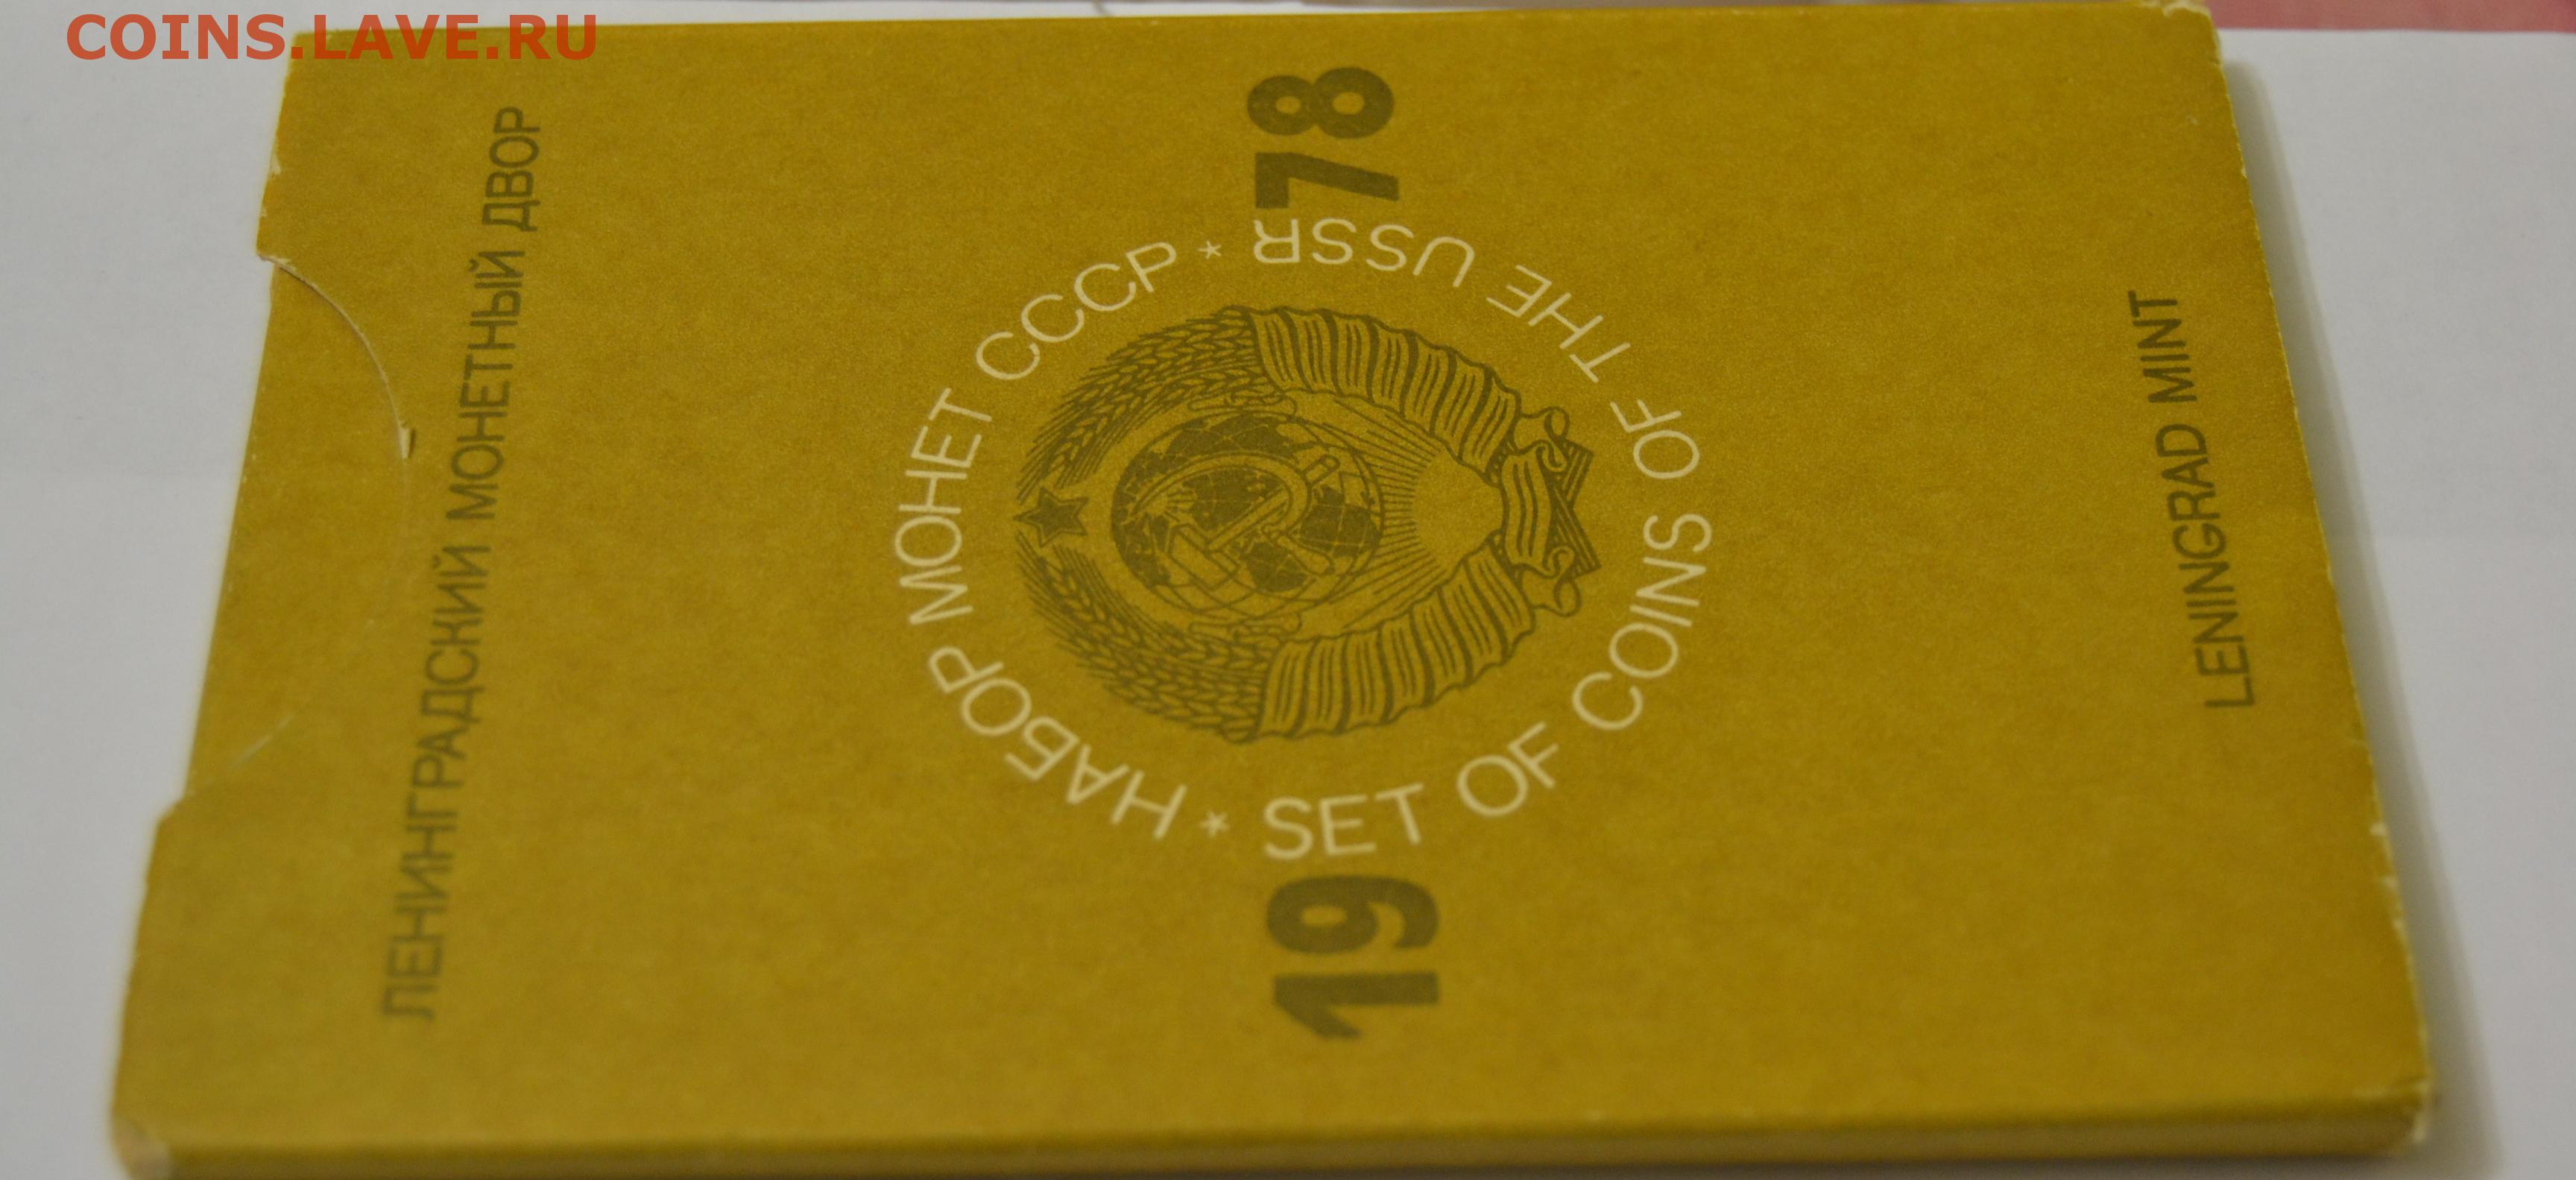 COINS.LAVE.RU
ЛЕНИНГРАДСКИЙ МОНЕТНЫЙ ДВОР
НАБОР МОНЕТ СССР
1978
* SET OF COINS OF THE USSR *
LENINGRAD MINT